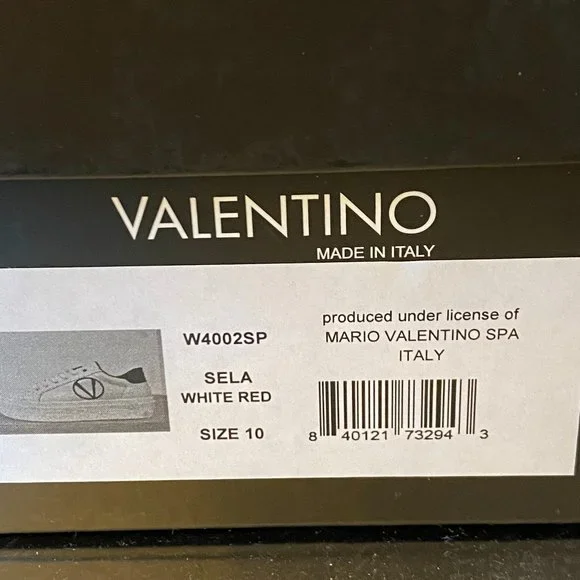 VALENTINO
MADE IN ITALY
W4002SP
SELA
WHITE RED
SIZE 10
produced under license of
MARIO VALENTINO SPA
ITALY
8 40121 73294 3
V